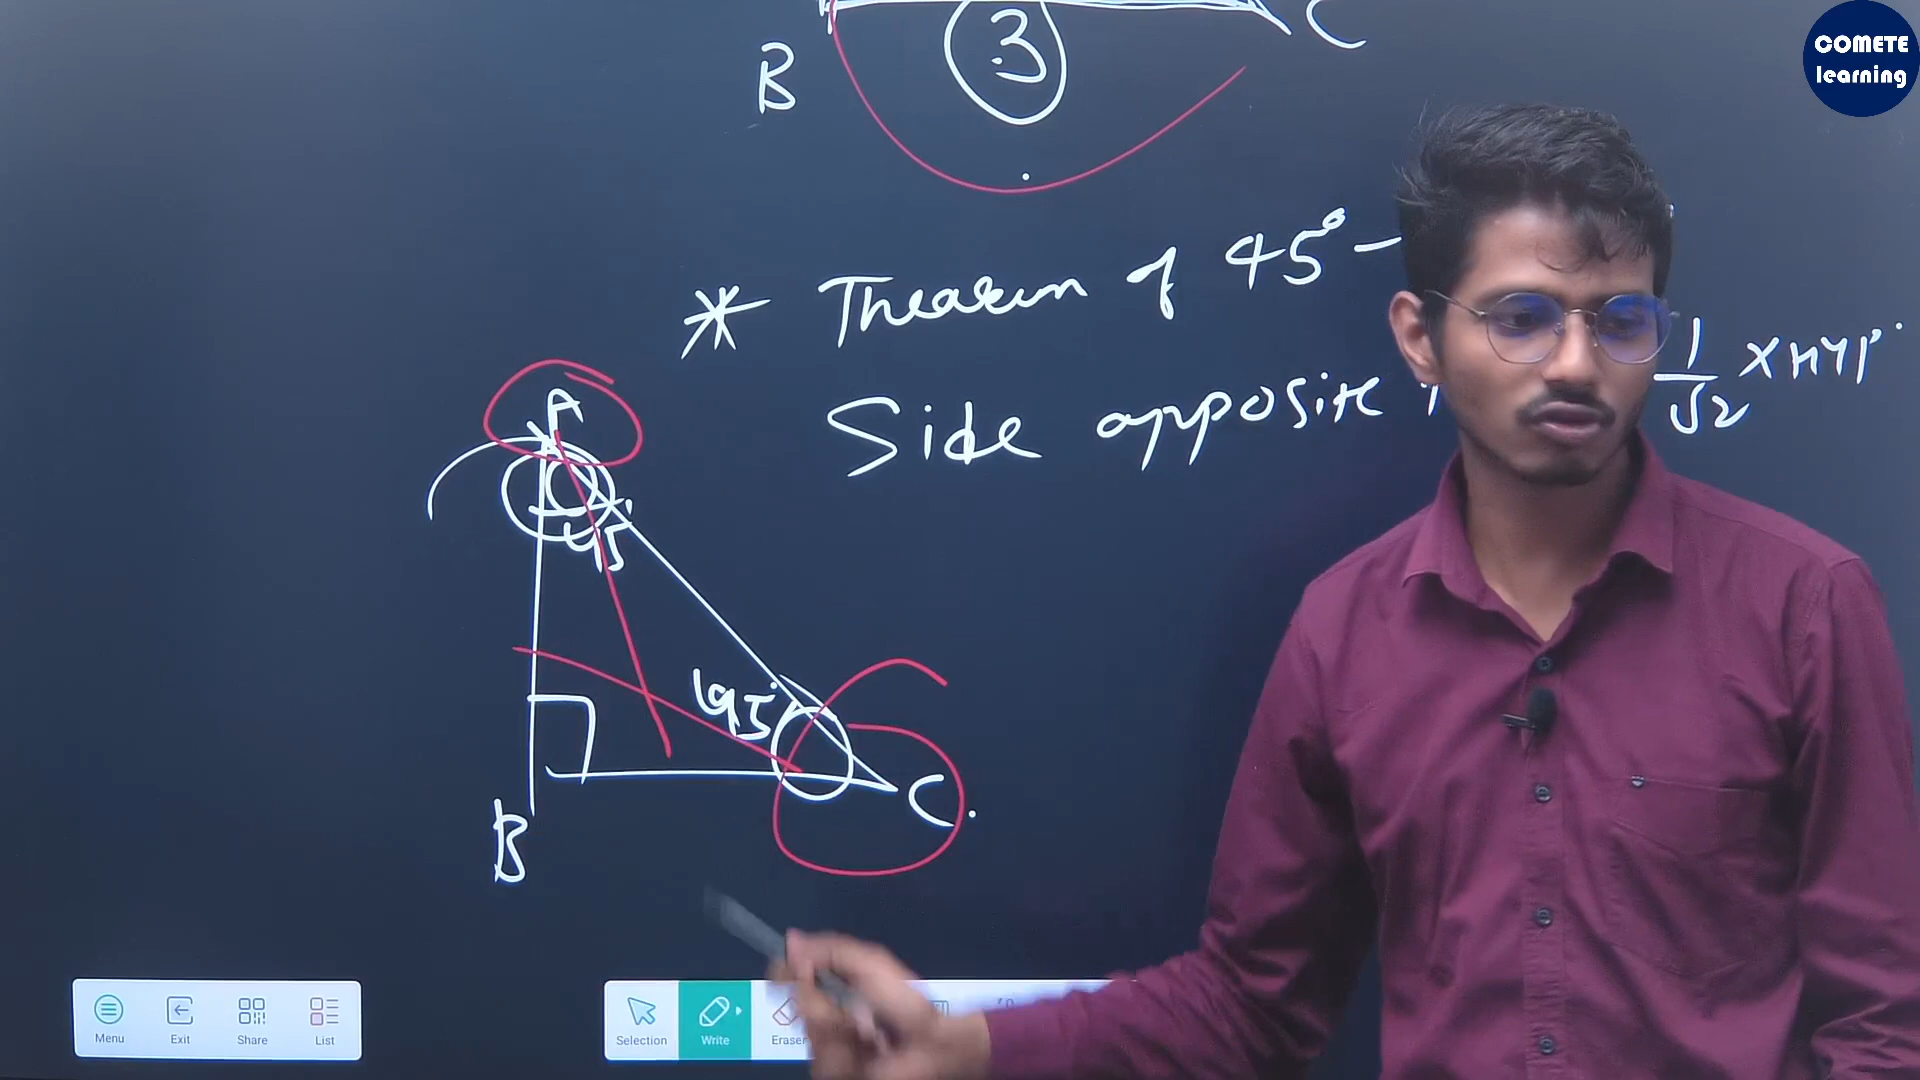 COMETE
learning
3
C
B
* Thearem of 45° -
Side opposite
1/√2 X HYP.
A
45
45
C.
B
Menu
Exit
Share
List
Selection
Write
Eraser